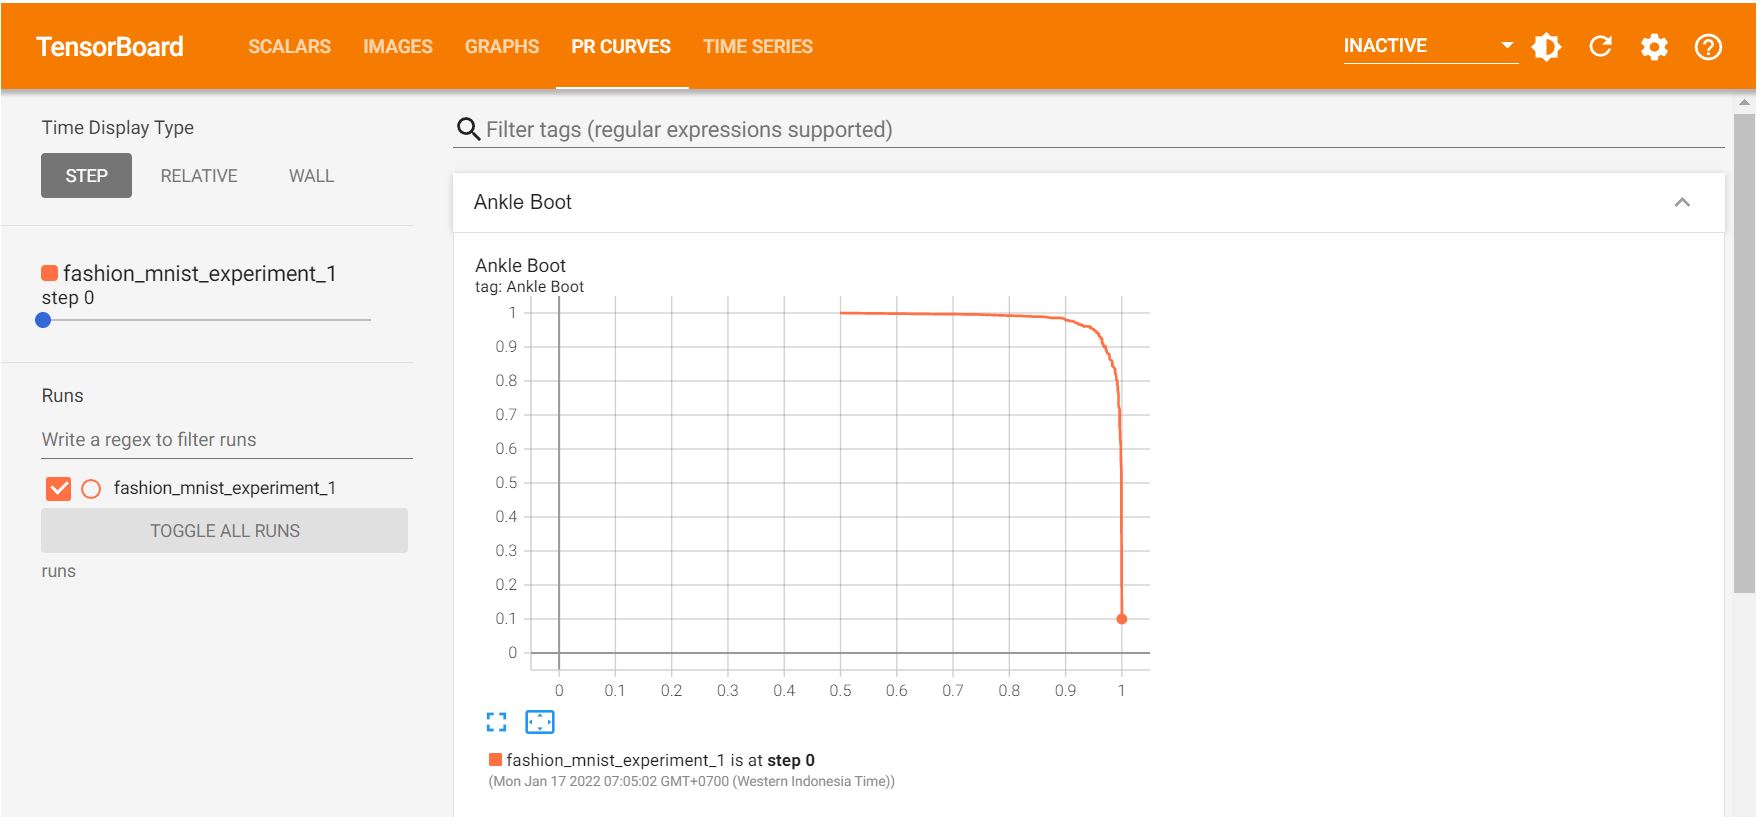 TensorBoard SCALARS IMAGES GRAPHS PR CURVES TIME SERIES INACTIVE
Time Display Type
STEP RELATIVE WALL
fashion_mnist_experiment_1
step 0
Runs
Write a regex to filter runs
fashion_mnist_experiment_1
TOGGLE ALL RUNS
runs
Filter tags (regular expressions supported)
Ankle Boot
Ankle Boot
tag: Ankle Boot
1
0.9
0.8
0.7
0.6
0.5
0.4
0.3
0.2
0.1
0
0 0.1 0.2 0.3 0.4 0.5 0.6 0.7 0.8 0.9 1
fashion_mnist_experiment_1 is at step 0
(Mon Jan 17 2022 07:05:02 GMT+0700 (Western Indonesia Time))